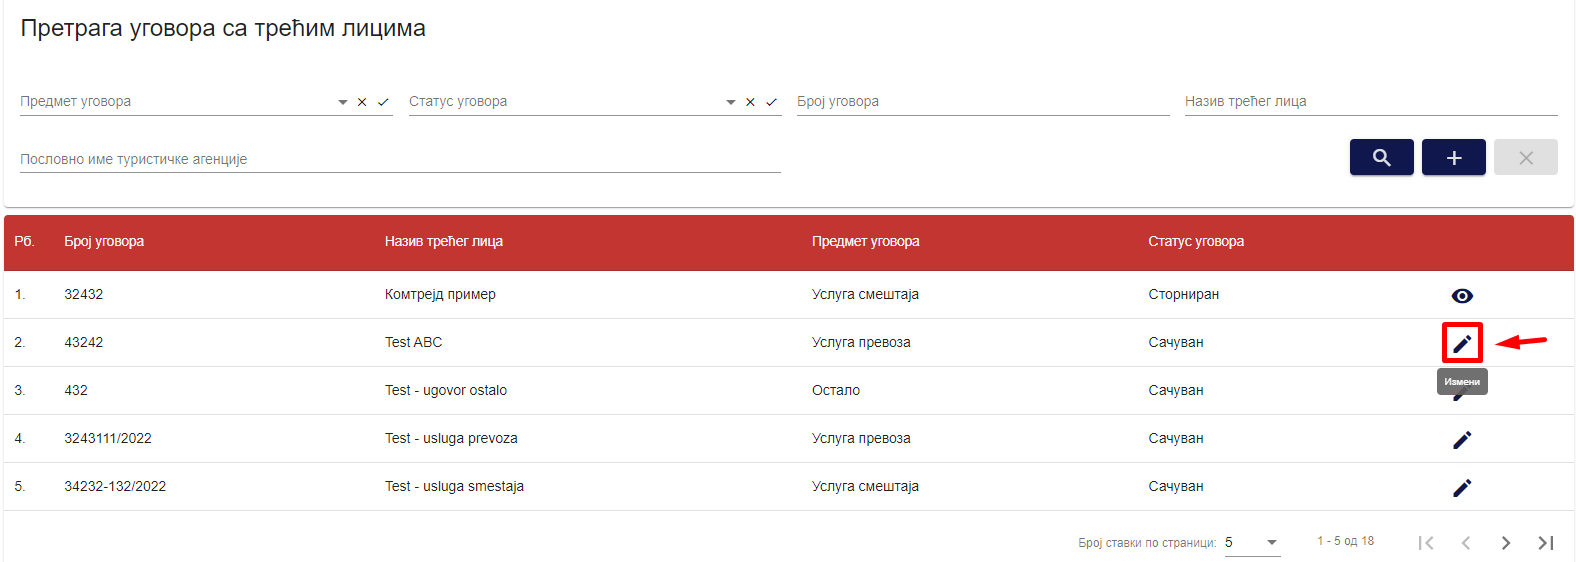 Претрага уговора са трећим лицима
Предмет уговора Статус уговора Број уговора Назив трећег лица
Пословно име туристичке агенције
Рб. Број уговора Назив трећег лица Предмет уговора Статус уговора
1. 32432 Комтрејд пример Услуга смештаја Сторниран
2. 43242 Test ABC Услуга превоза Сачуван
Измени
3. 432 Test - ugovor ostalo Остало Сачуван
4. 3243111/2022 Test - usluga prevoza Услуга превоза Сачуван
5. 34232-132/2022 Test - usluga smestaja Услуга смештаја Сачуван
Број ставки по страници: 5 1 - 5 од 18